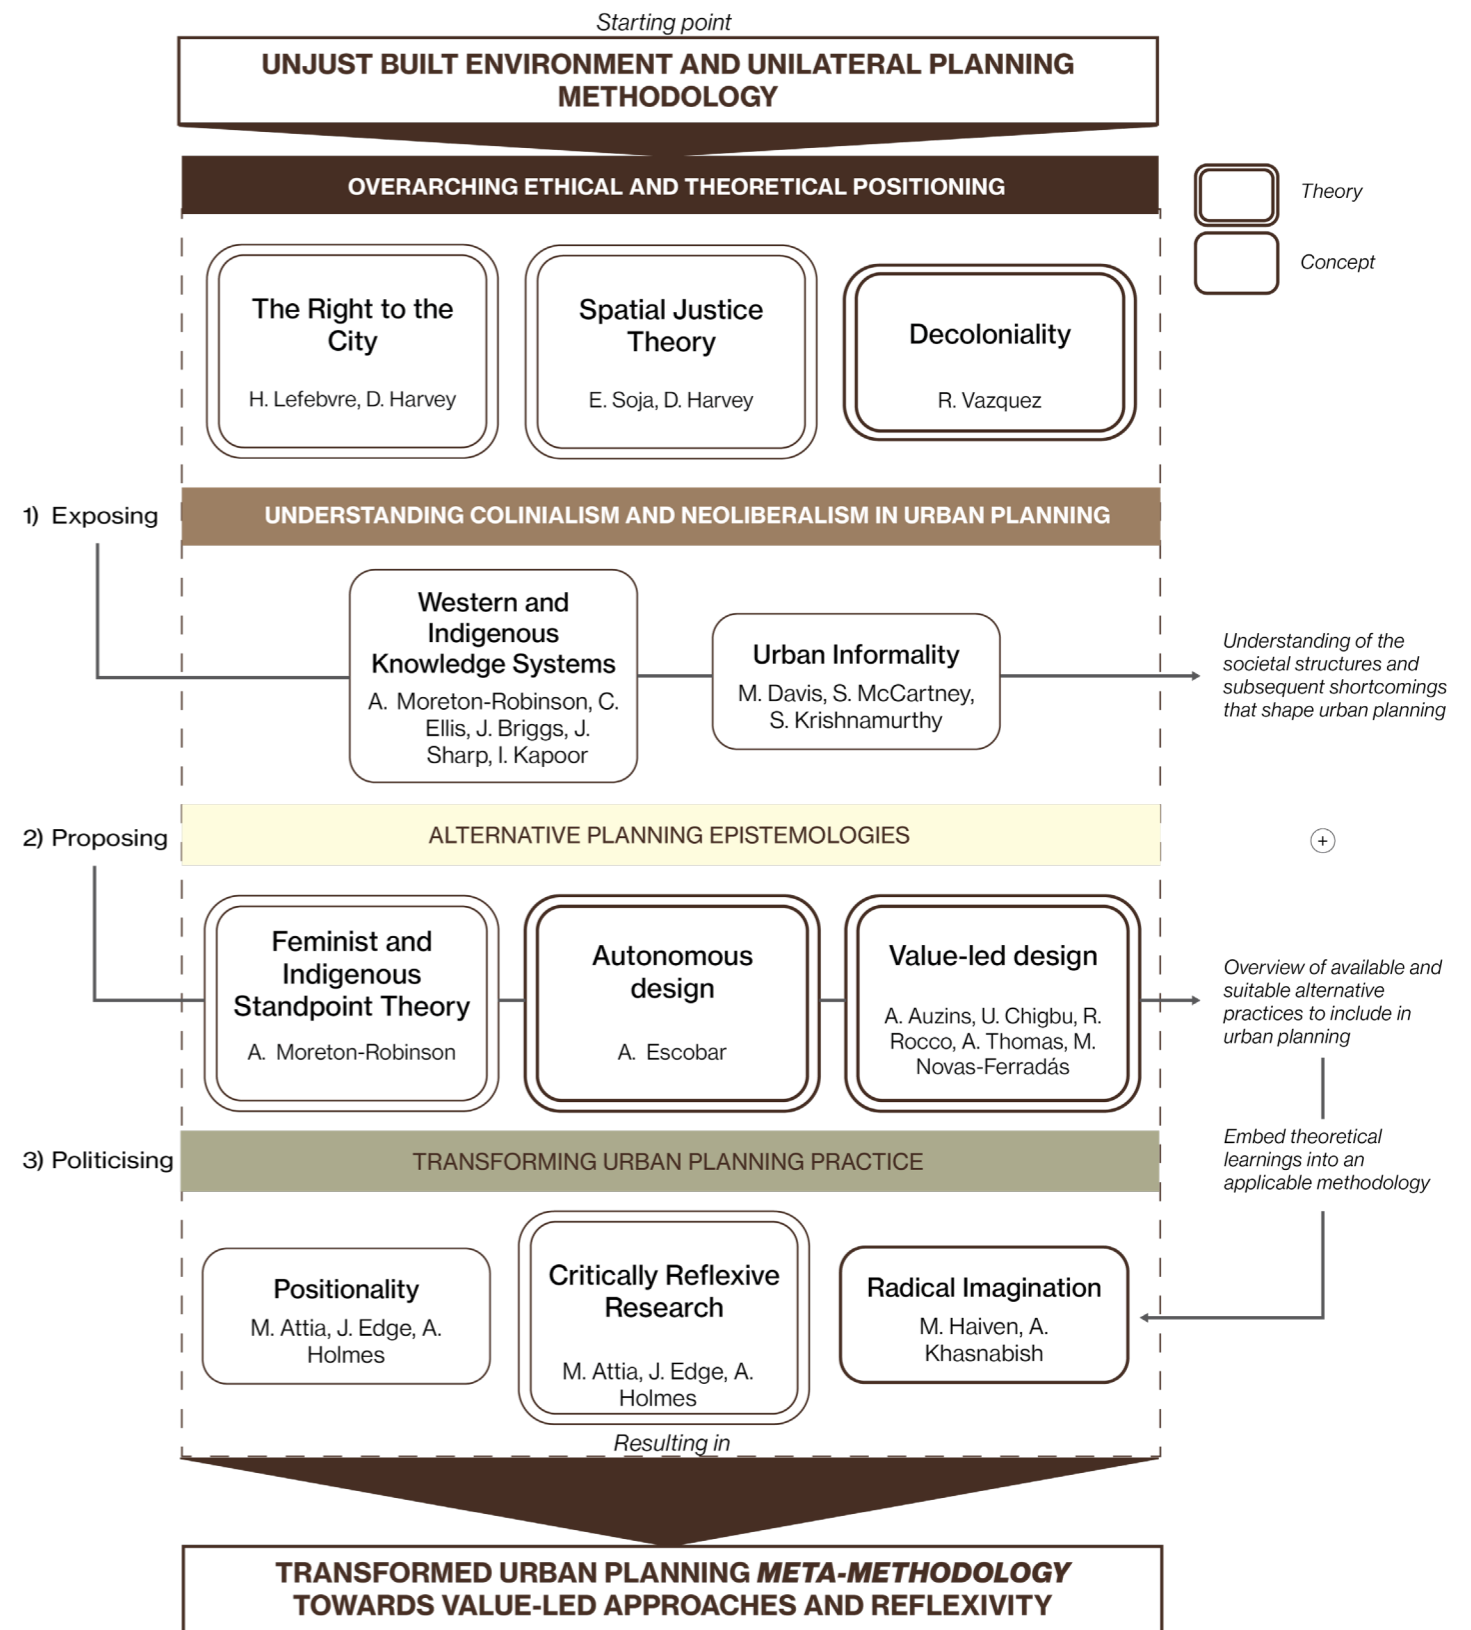 Starting point
UNJUST BUILT ENVIRONMENT AND UNILATERAL PLANNING
METHODOLOGY
OVERARCHING ETHICAL AND THEORETICAL POSITIONING
Theory
Concept
The Right to the
City
H. Lefebvre, D. Harvey
Spatial Justice
Theory
E. Soja, D. Harvey
Decoloniality
R. Vazquez
1) Exposing
UNDERSTANDING COLINIALISM AND NEOLIBERALISM IN URBAN PLANNING
Western and
Indigenous
Knowledge Systems
A. Moreton-Robinson, C.
Ellis, J. Briggs, J.
Sharp, I. Kapoor
Urban Informality
M. Davis, S. McCartney,
S. Krishnamurthy
Understanding of the
societal structures and
subsequent shortcomings
that shape urban planning
2) Proposing
ALTERNATIVE PLANNING EPISTEMOLOGIES
+
Feminist and
Indigenous
Standpoint Theory
A. Moreton-Robinson
Autonomous
design
A. Escobar
Value-led design
A. Auzins, U. Chigbu, R.
Rocco, A. Thomas, M.
Novas-Ferradás
Overview of available and
suitable alternative
practices to include in
urban planning
3) Politicising
TRANSFORMING URBAN PLANNING PRACTICE
Embed theoretical
learnings into an
applicable methodology
Positionality
M. Attia, J. Edge, A.
Holmes
Critically Reflexive
Research
M. Attia, J. Edge, A.
Holmes
Radical Imagination
M. Haiven, A.
Khasnabish
Resulting in
TRANSFORMED URBAN PLANNING META-METHODOLOGY
TOWARDS VALUE-LED APPROACHES AND REFLEXIVITY